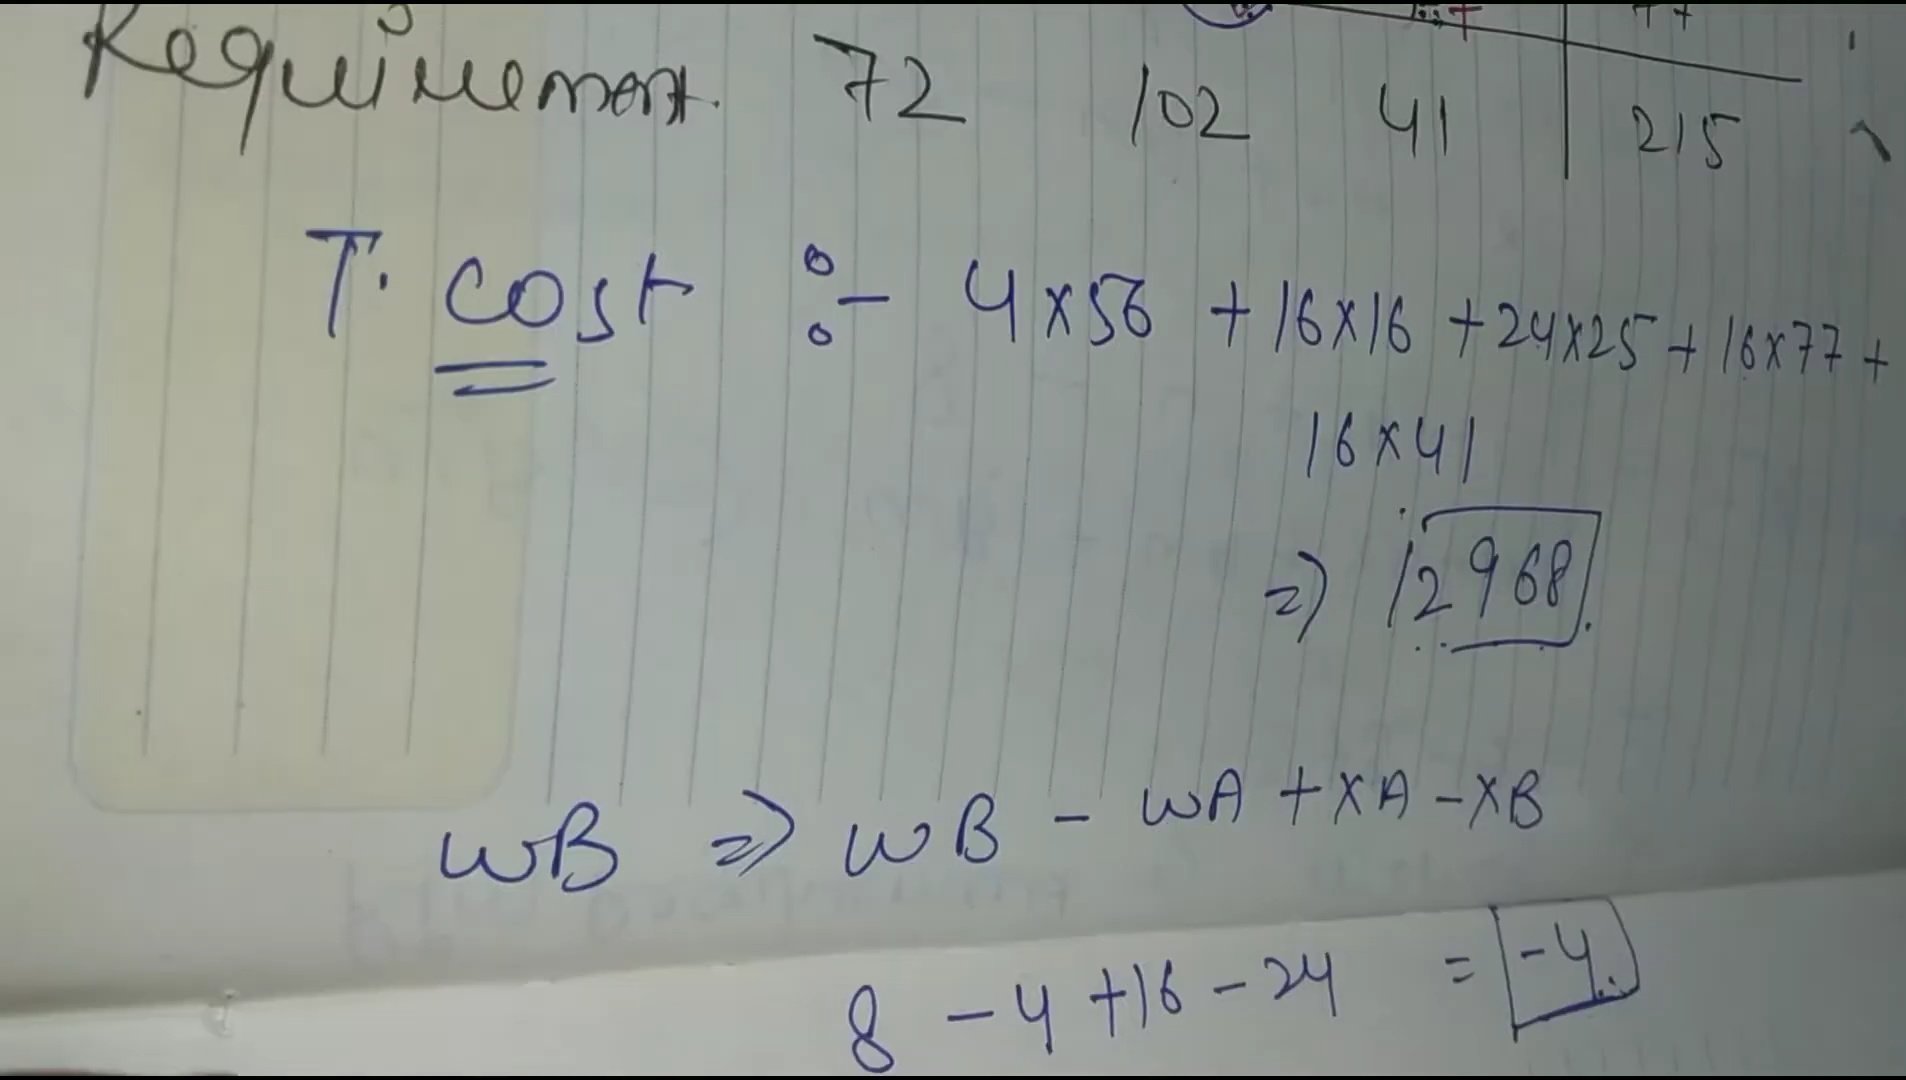 Requirement. 72 102 41 215
T. cost :- 4x56 + 16x16 + 24x25 + 16x77 +
16x41
=> 12968
wB => wB - wA + xA - xB
8 - 4 + 16 - 24 = -4.